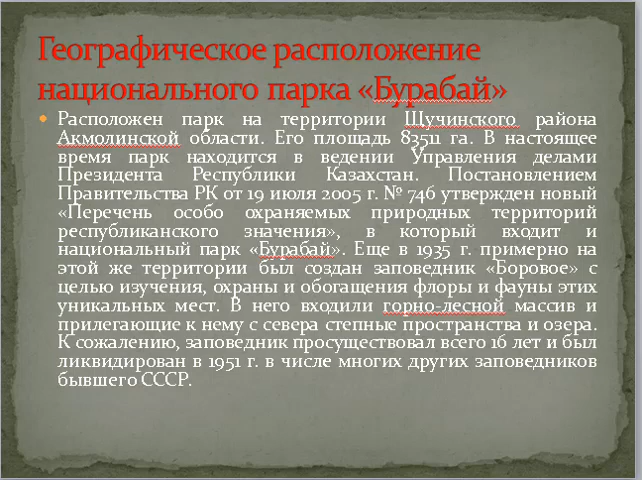 Географическое расположение
национального парка «Бурабай»
Расположен парк на территории Щучинского района
Акмолинской области. Его площадь 83511 га. В настоящее
время парк находится в ведении Управления делами
Президента Республики Казахстан. Постановлением
Правительства РК от 19 июля 2005 г. № 746 утвержден новый
«Перечень особо охраняемых природных территорий
республиканского значения», в который входит и
национальный парк «Бурабай». Еще в 1935 г. примерно на
этой же территории был создан заповедник «Боровое» с
целью изучения, охраны и обогащения флоры и фауны этих
уникальных мест. В него входили горно-лесной массив и
прилегающие к нему с севера степные пространства и озера.
К сожалению, заповедник просуществовал всего 16 лет и был
ликвидирован в 1951 г. в числе многих других заповедников
бывшего СССР.